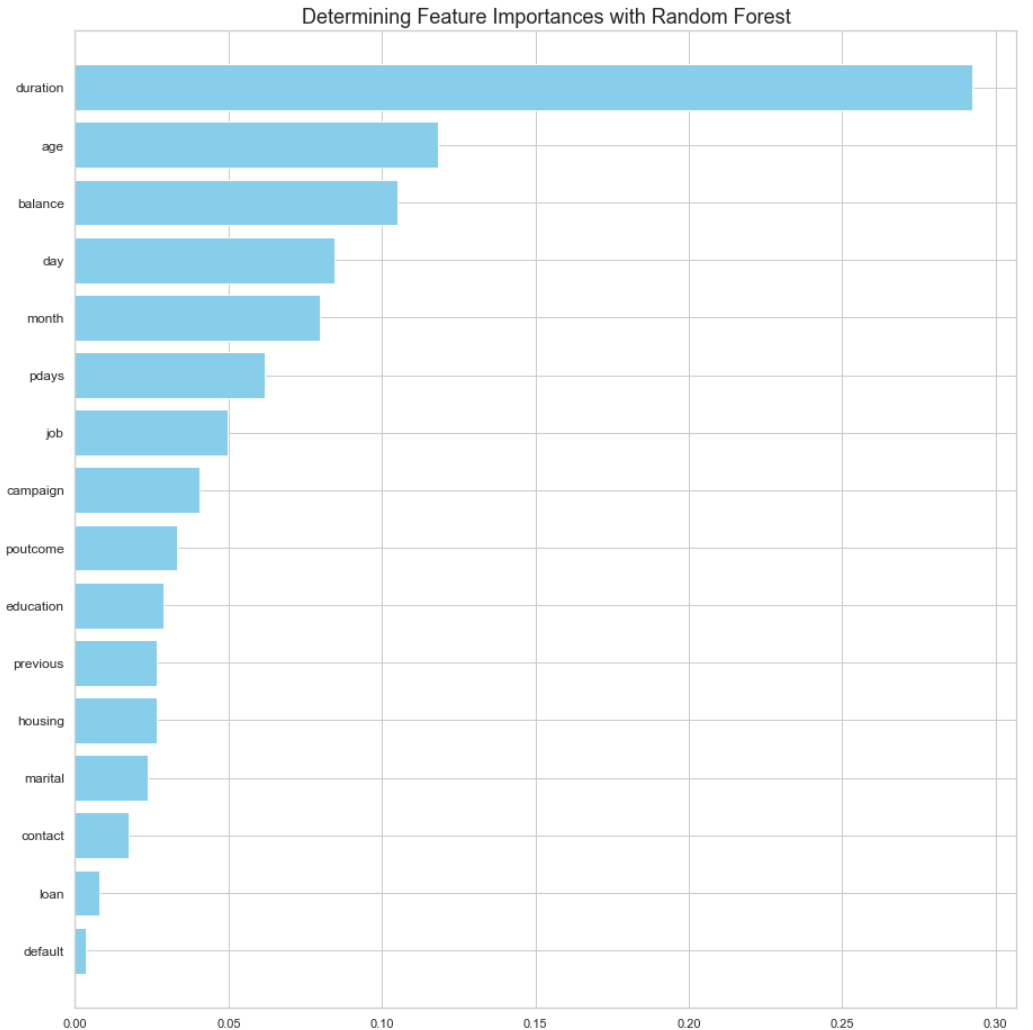 Determining Feature Importances with Random Forest
duration
age
balance
day
month
pdays
job
campaign
poutcome
education
previous
housing
marital
contact
loan
default
0.00 0.05 0.10 0.15 0.20 0.25 0.30